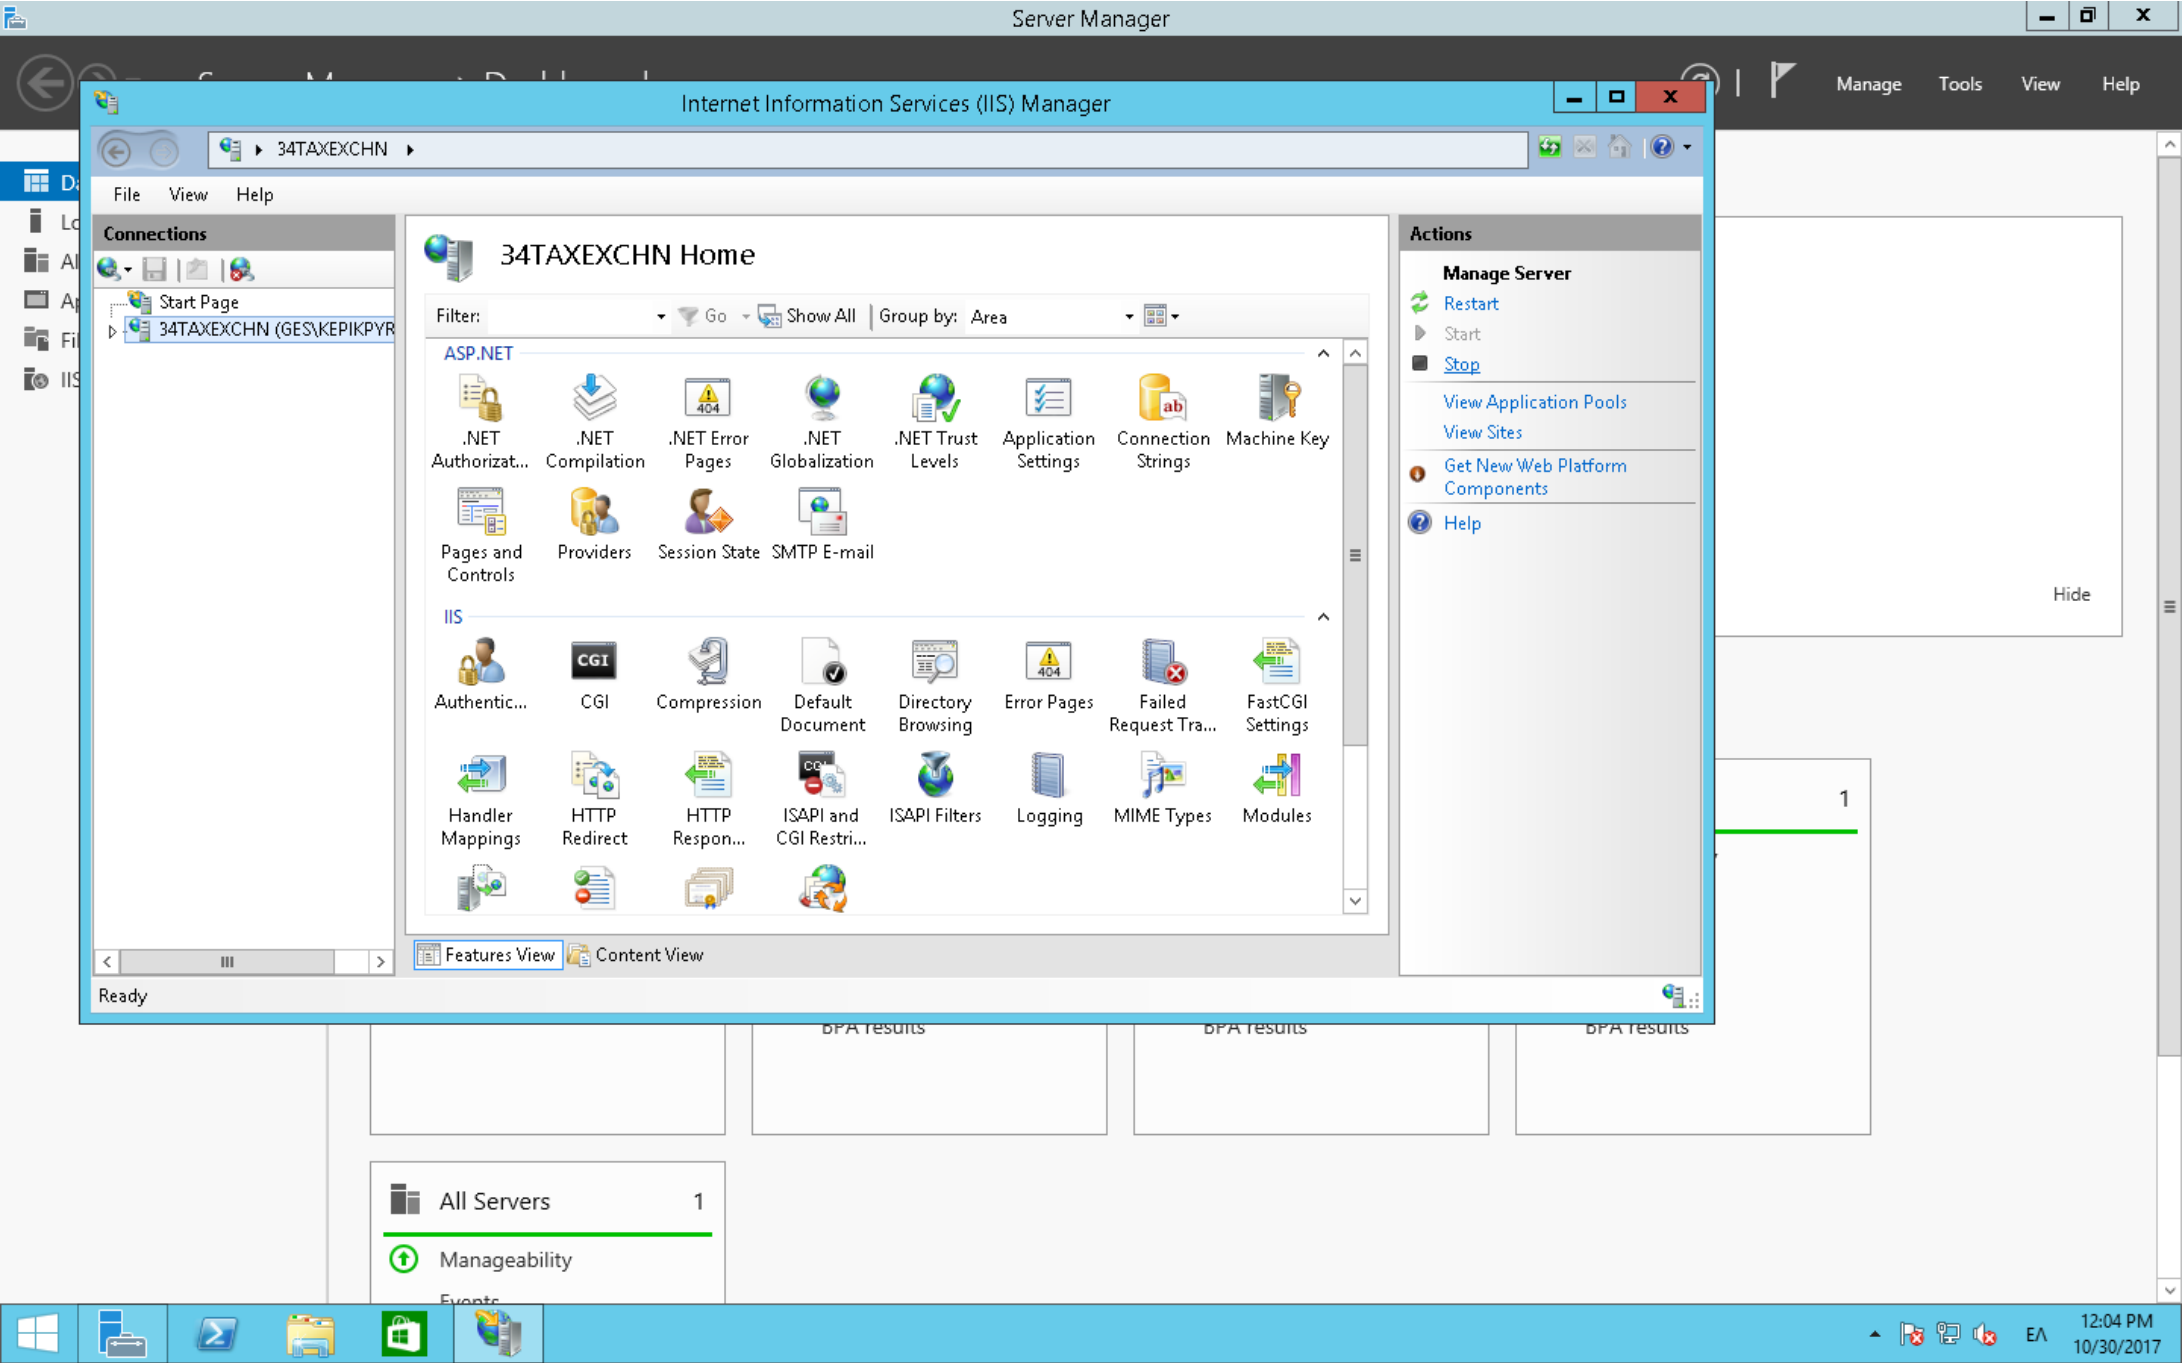 Server Manager
Manage Tools View Help
Internet Information Services (IIS) Manager
34TAXEXCHN
File View Help
Connections
Start Page
34TAXEXCHN (GES\KEPIKPYR
34TAXEXCHN Home
Filter: Go Show All Group by: Area
ASP.NET
.NET Authorizat...
.NET Compilation
.NET Error Pages
.NET Globalization
.NET Trust Levels
Application Settings
Connection Strings
Machine Key
Pages and Controls
Providers
Session State
SMTP E-mail
IIS
Authentic...
CGI
Compression
Default Document
Directory Browsing
Error Pages
Failed Request Tra...
FastCGI Settings
Handler Mappings
HTTP Redirect
HTTP Respon...
ISAPI and CGI Restri...
ISAPI Filters
Logging
MIME Types
Modules
Features View Content View
Ready
Actions
Manage Server
Restart
Start
Stop
View Application Pools
View Sites
Get New Web Platform
Components
Help
Hide
1
BPA results BPA results BPA results
All Servers 1
Manageability
Events
ΕΛ
12:04 PM
10/30/2017